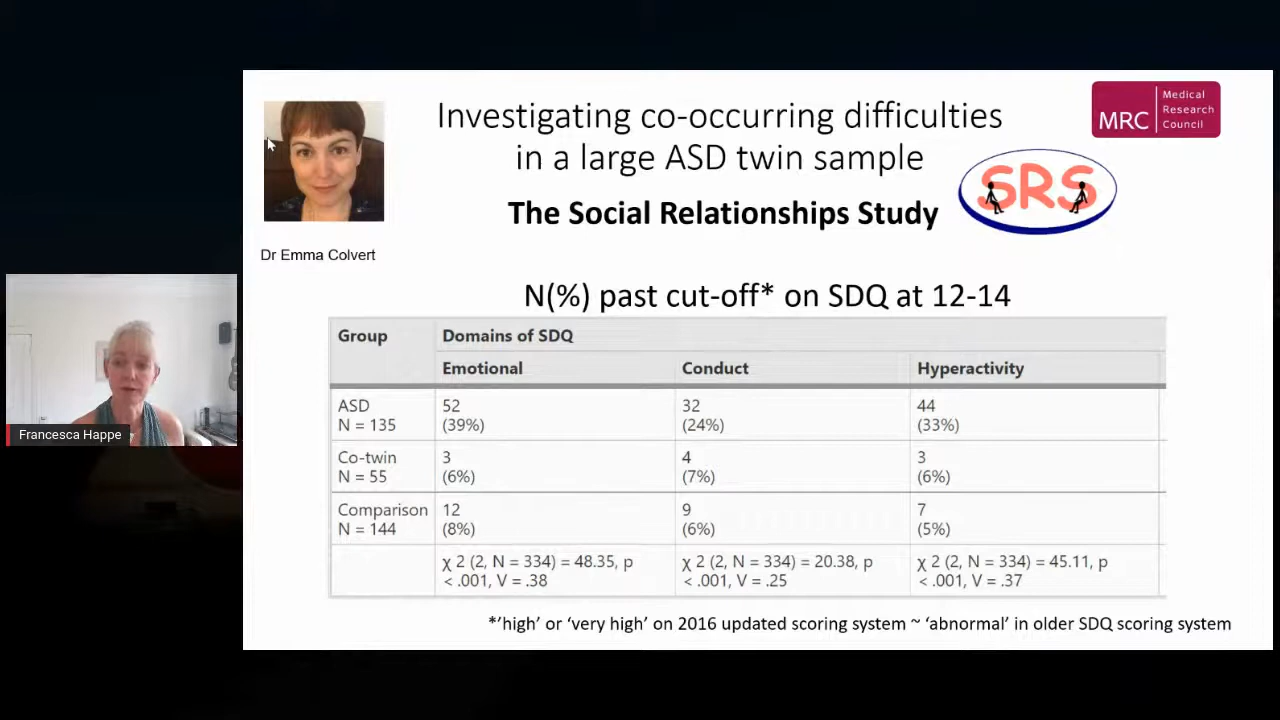 Investigating co-occurring difficulties
in a large ASD twin sample
The Social Relationships Study
MRC
Medical
Research
Council
SRS
Dr Emma Colvert
Francesca Happe
N(%) past cut-off* on SDQ at 12-14
Group Domains of SDQ
Emotional Conduct Hyperactivity
ASD 52 32 44
N = 135 (39%) (24%) (33%)
Co-twin 3 4 3
N = 55 (6%) (7%) (6%)
Comparison 12 9 7
N = 144 (8%) (6%) (5%)
χ 2 (2, N = 334) = 48.35, p χ 2 (2, N = 334) = 20.38, p χ 2 (2, N = 334) = 45.11, p
< .001, V = .38 < .001, V = .25 < .001, V = .37
*'high' or 'very high' on 2016 updated scoring system ~ 'abnormal' in older SDQ scoring system